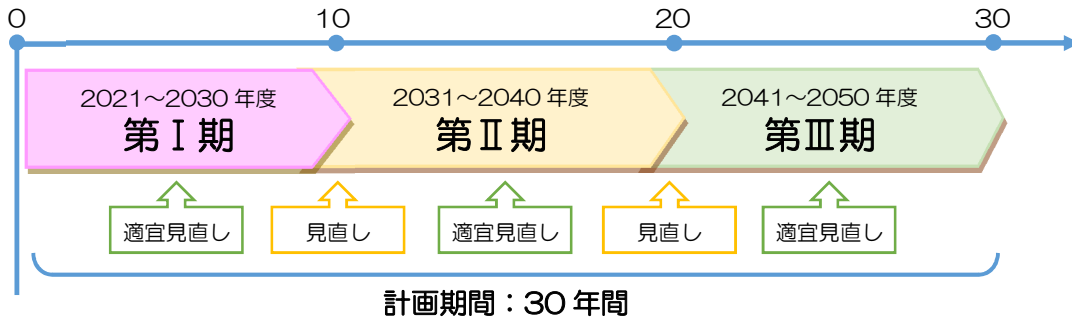 0 10 20 30
2021～2030 年度 2031～2040 年度 2041～2050 年度
第Ⅰ期 第Ⅱ期 第Ⅲ期
適宜見直し 見直し 適宜見直し 見直し 適宜見直し
計画期間：30 年間